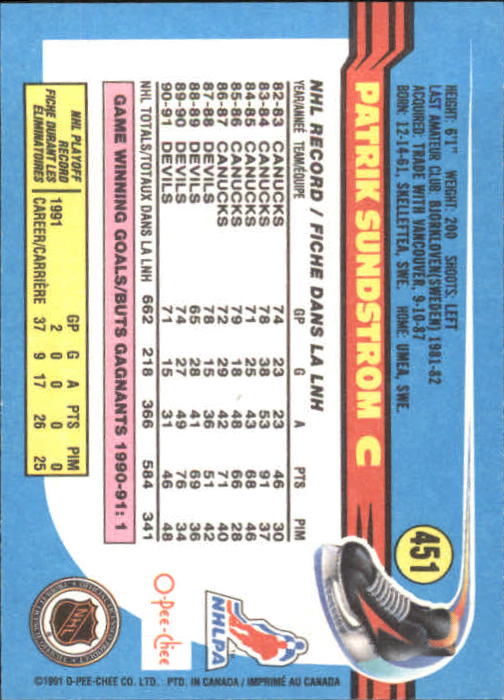 451
PATRIK SUNDSTROM C
HEIGHT: 6'1" WEIGHT: 200 SHOOTS: LEFT
LAST AMATEUR CLUB: BJORKLOVEN(SWEDEN) 1981-82
ACQUIRED: TRADE WITH VANCOUVER, 9-10-87
BORN: 12-14-61, SKELLEFTEA, SWE. HOME: UMEA, SWE.
NHL RECORD / FICHE DANS LA LNH
YEAR/ANNÉE TEAM/ÉQUIPE GP G A PTS PIM
82-83 CANUCKS 74 23 23 46 30
83-84 CANUCKS 78 38 53 91 37
84-85 CANUCKS 71 25 43 68 46
85-86 CANUCKS 79 18 48 66 28
86-87 CANUCKS 72 29 42 71 40
87-88 DEVILS 78 15 36 51 42
88-89 DEVILS 65 28 41 69 36
89-90 DEVILS 74 27 49 76 34
90-91 DEVILS 71 15 31 46 48
NHL TOTALS/TOTAUX DANS LA LNH 662 218 366 584 341
GAME WINNING GOALS/BUTS GAGNANTS 1990-91: 1
NHL PLAYOFF RECORD
FICHE DURANT LES ÉLIMINATOIRES
GP G A PTS PIM
1991 2 0 0 0 0
CAREER/CARRIÈRE 37 9 17 26 25
NHLPA
O-Pee-Chee
NHL
©1991 O-PEE-CHEE CO. LTD. PTD. IN CANADA / IMPRIMÉ AU CANADA